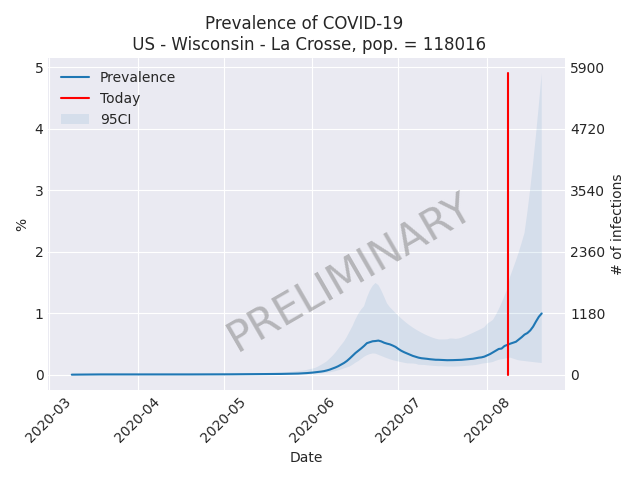 Prevalence of COVID-19
US - Wisconsin - La Crosse, pop. = 118016
Prevalence
Today
95CI
PRELIMINARY
5
4
3
2
1
0
%
5900
4720
3540
2360
1180
0
# of infections
2020-03
2020-04
2020-05
2020-06
2020-07
2020-08
Date